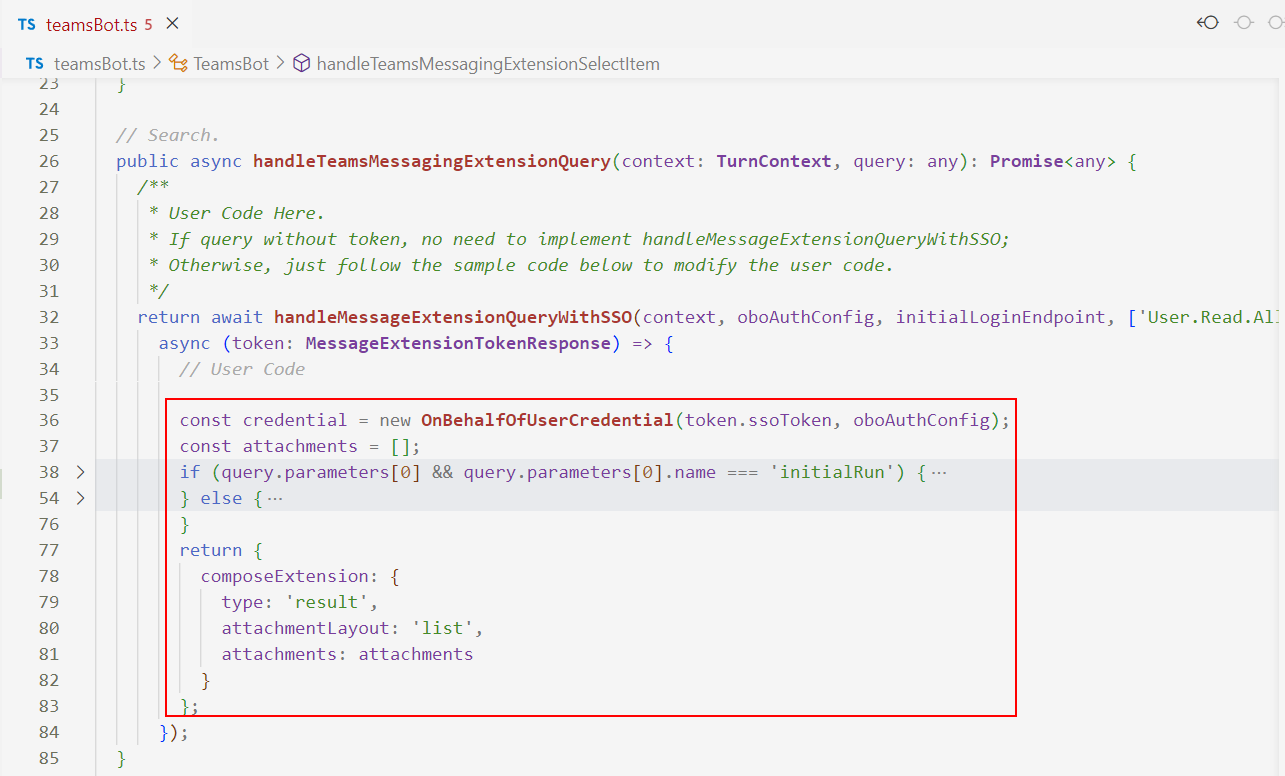 TS teamsBot.ts 5 ×
TS teamsBot.ts > TeamsBot > handleTeamsMessagingExtensionSelectItem
23 }
24
25 // Search.
26 public async handleTeamsMessagingExtensionQuery(context: TurnContext, query: any): Promise<any> {
27 /**
28 * User Code Here.
29 * If query without token, no need to implement handleMessageExtensionQueryWithSSO;
30 * Otherwise, just follow the sample code below to modify the user code.
31 */
32 return await handleMessageExtensionQueryWithSSO(context, oboAuthConfig, initialLoginEndpoint, ['User.Read.All
33 async (token: MessageExtensionTokenResponse) => {
34 // User Code
35
36 const credential = new OnBehalfOfUserCredential(token.ssoToken, oboAuthConfig);
37 const attachments = [];
38 > if (query.parameters[0] && query.parameters[0].name === 'initialRun') { ···
54 > } else { ···
76 }
77 return {
78 composeExtension: {
79 type: 'result',
80 attachmentLayout: 'list',
81 attachments: attachments
82 }
83 };
84 });
85 }